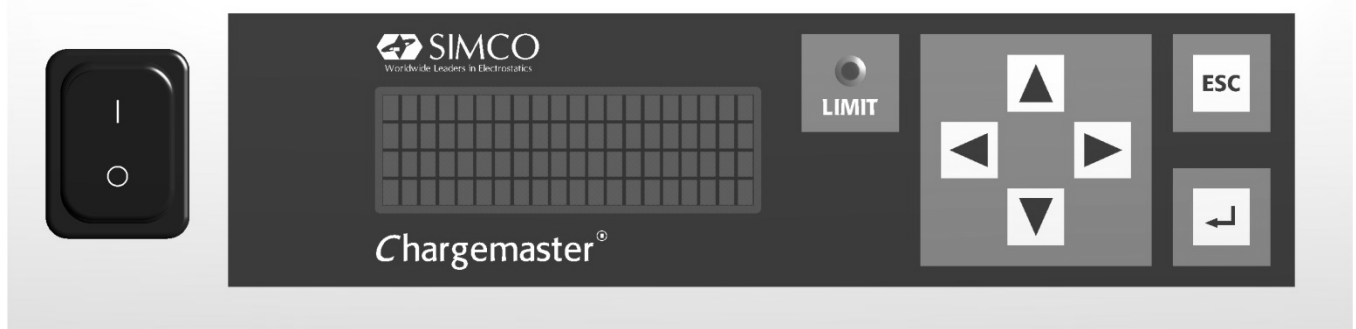 SIMCO
Worldwide Leaders in Electrostatics
LIMIT
ESC
Chargemaster®